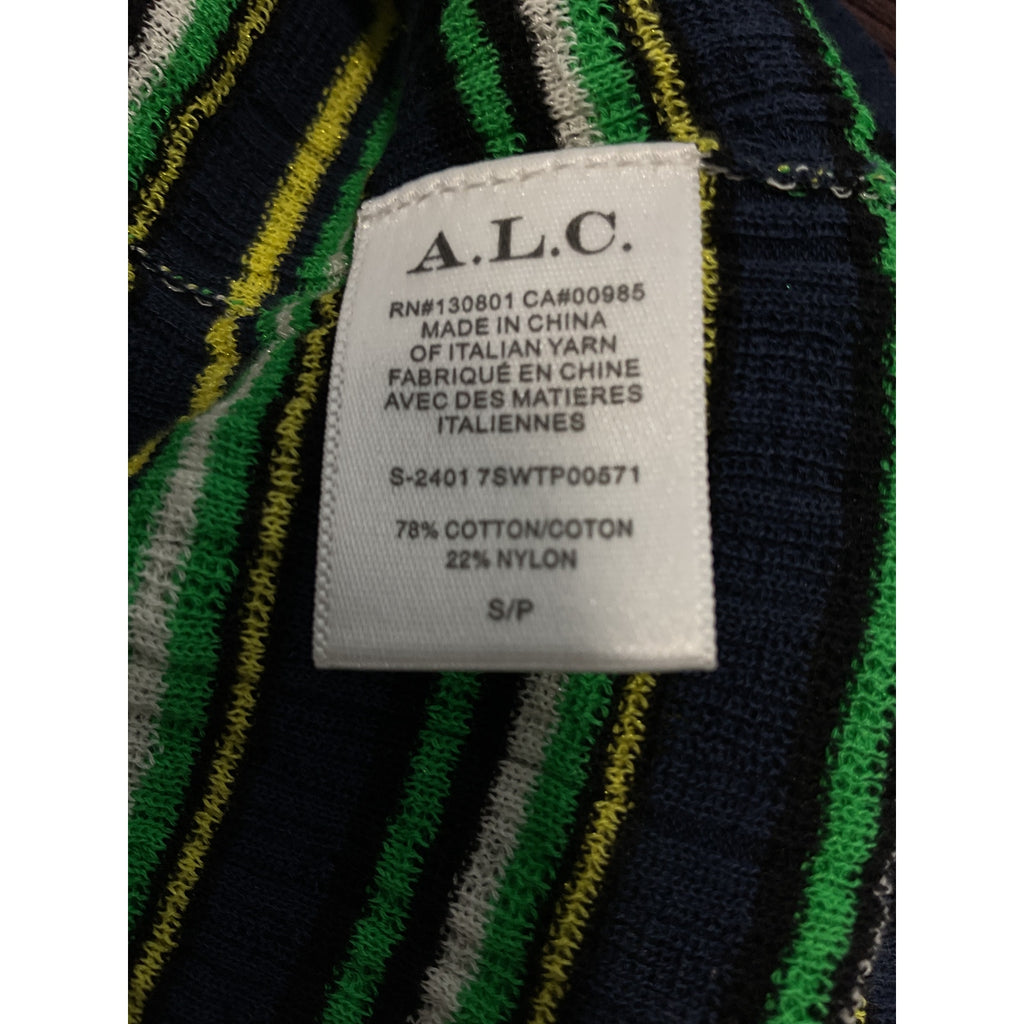 A.L.C.
RN#130801 CA#00985
MADE IN CHINA
OF ITALIAN YARN
FABRIQUÉ EN CHINE
AVEC DES MATIERES
ITALIENNES
S-2401 7SWTP00571
78% COTTON/COTON
22% NYLON
S/P